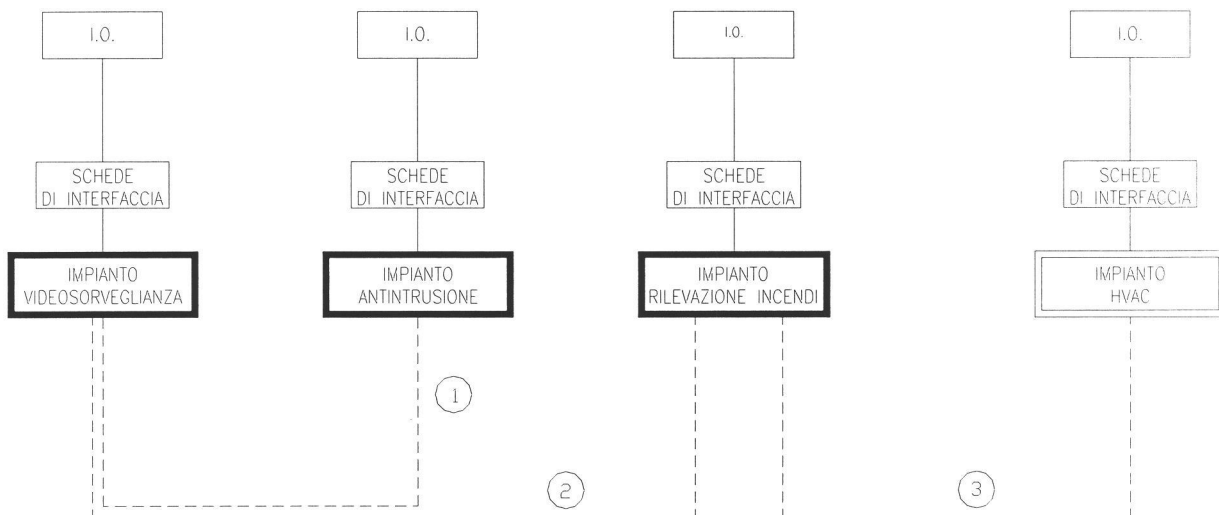 I.O.
I.O.
I.O.
I.O.
SCHEDE
DI INTERFACCIA
SCHEDE
DI INTERFACCIA
SCHEDE
DI INTERFACCIA
SCHEDE
DI INTERFACCIA
IMPIANTO
VIDEOSORVEGLIANZA
IMPIANTO
ANTINTRUSIONE
IMPIANTO
RILEVAZIONE INCENDI
IMPIANTO
HVAC
1
2
3